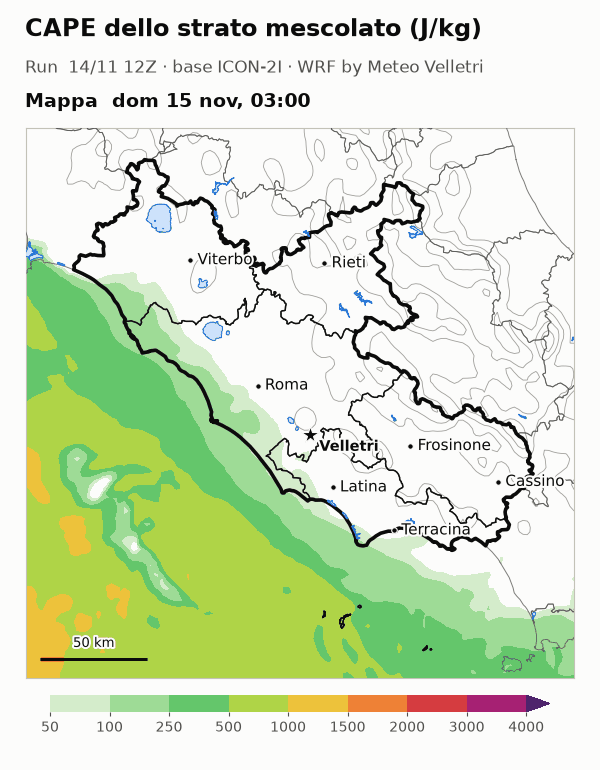 CAPE dello strato mescolato (J/kg)
Run  14/11 12Z · base ICON-2I · WRF by Meteo Velletri
Mappa  dom 15 nov, 03:00
Viterbo
Rieti
Roma
Velletri
Frosinone
Cassino
Latina
Terracina
50 km
50 100 250 500 1000 1500 2000 3000 4000